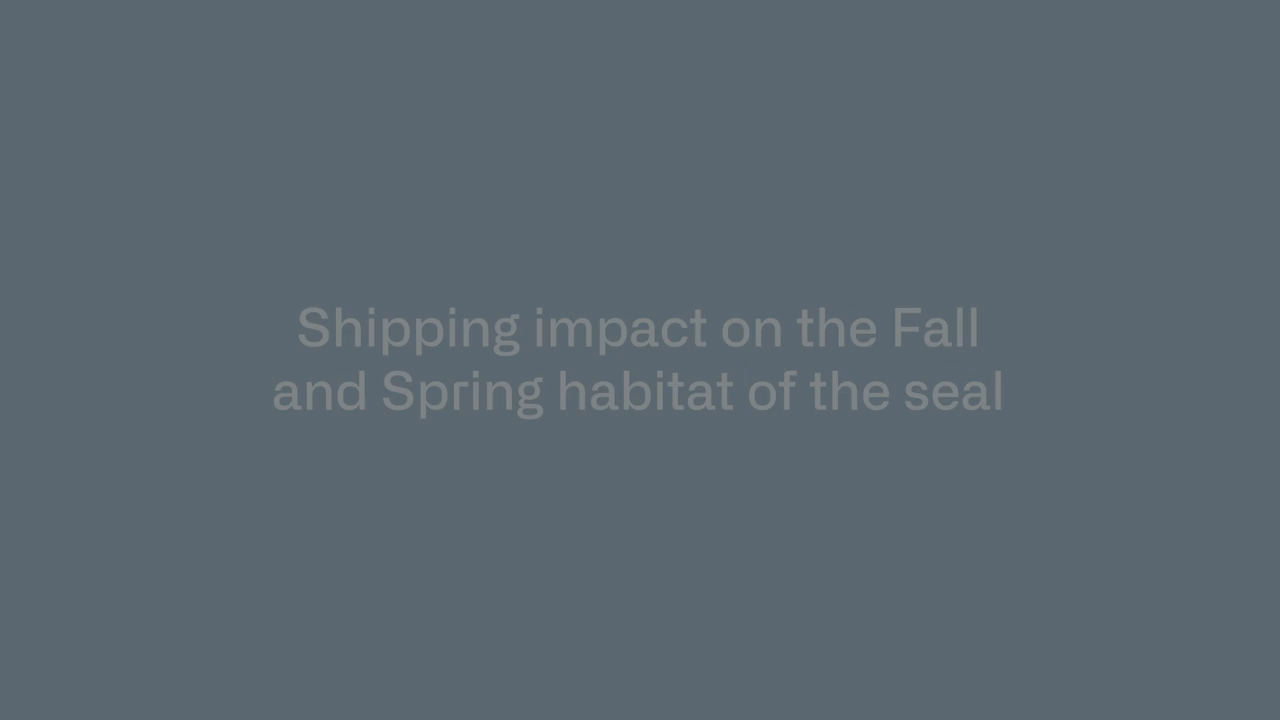 Shipping impact on the Fall
and Spring habitat of the seal